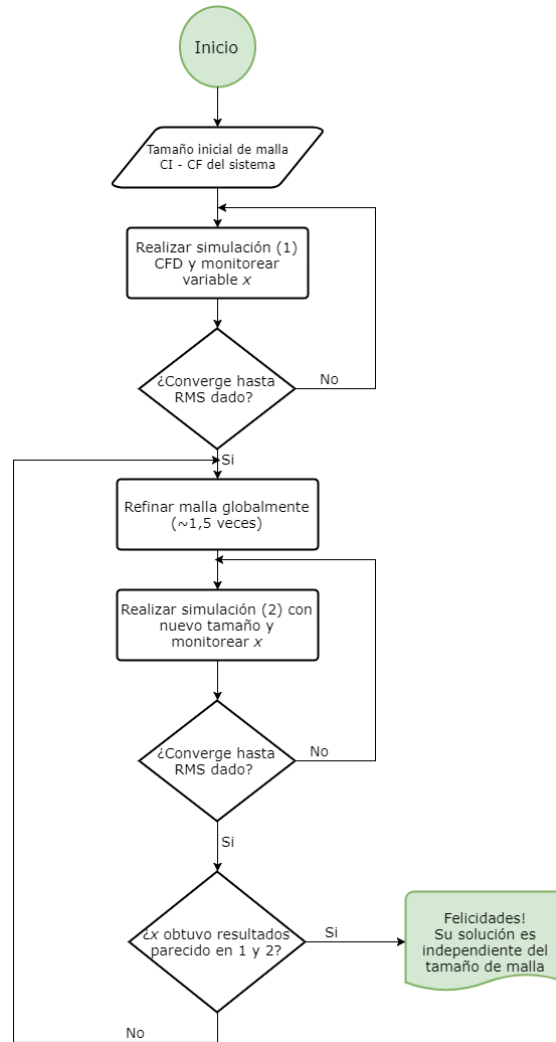 Inicio
Tamaño inicial de malla
CI - CF del sistema
Realizar simulación (1)
CFD y monitorear
variable x
¿Converge hasta
RMS dado?
No
Si
Refinar malla globalmente
(~1,5 veces)
Realizar simulación (2) con
nuevo tamaño y
monitorear x
¿Converge hasta
RMS dado?
No
Si
¿x obtuvo resultados
parecido en 1 y 2?
Si
Felicidades!
Su solución es
independiente del
tamaño de malla
No